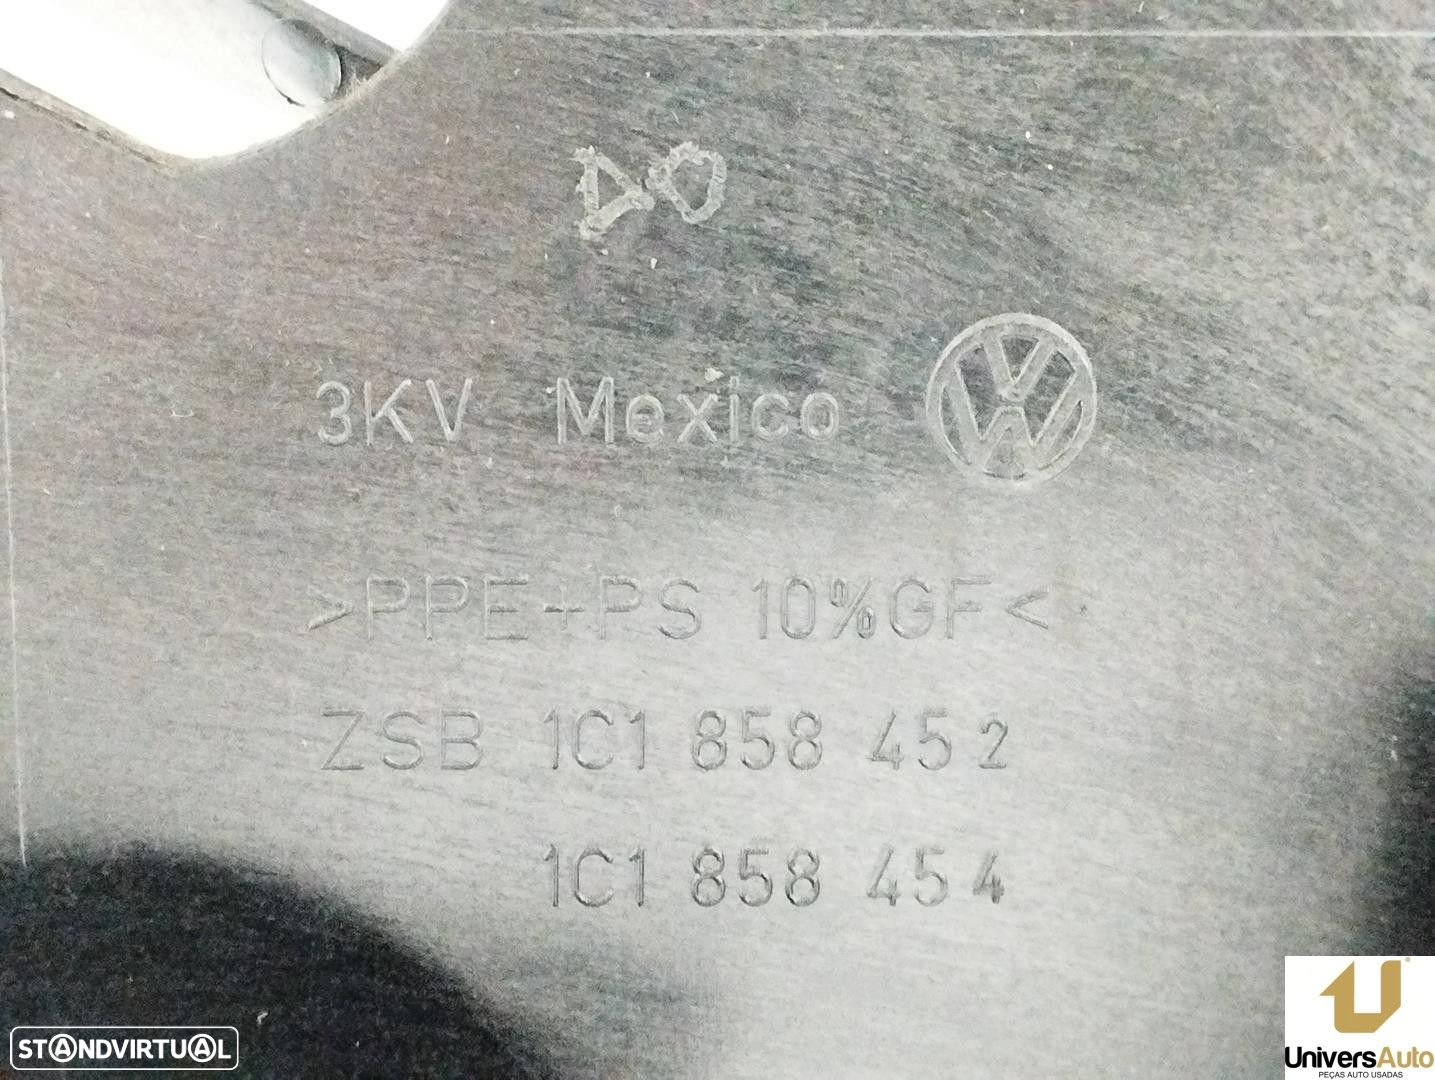 3KV Mexico
>PPE+PS 10%GF<
ZSB 1C1 858 452
1C1 858 454
STANDVIRTUAL
UniversAuto
PEÇAS AUTO USADAS